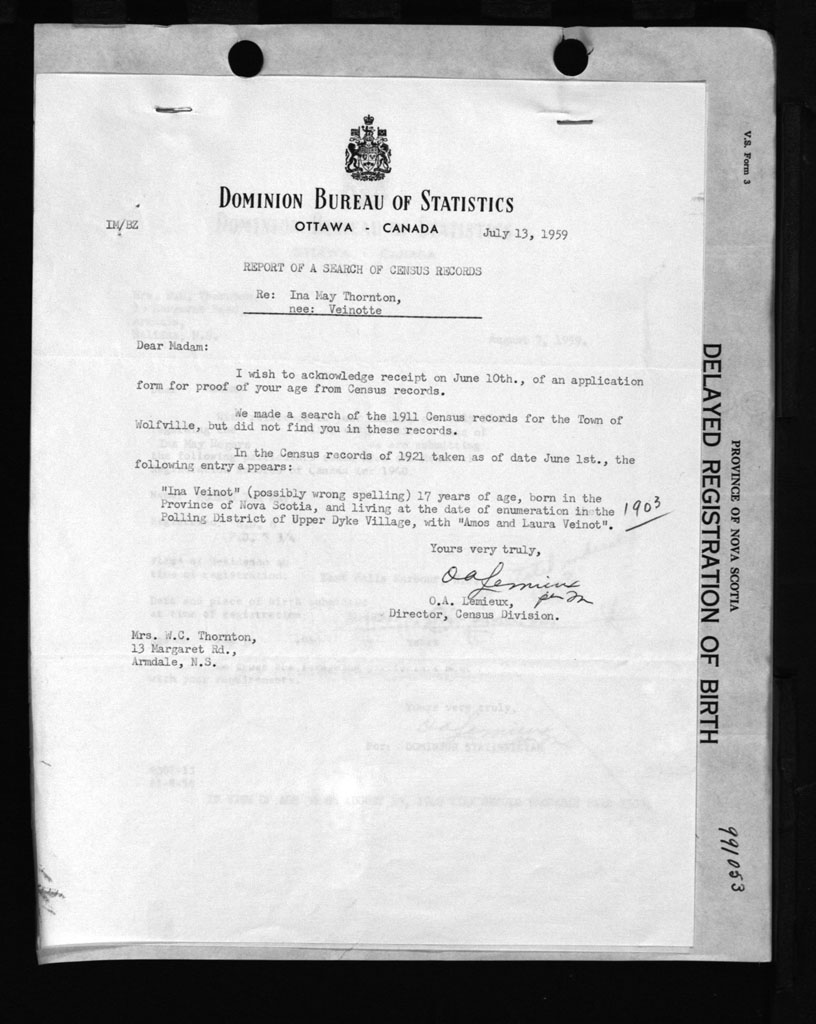 DOMINION BUREAU OF STATISTICS
OTTAWA - CANADA
IM/BZ
July 13, 1959
REPORT OF A SEARCH OF CENSUS RECORDS
Re: Ina May Thornton,
nee: Veinotte
Dear Madam:
I wish to acknowledge receipt on June 10th., of an application
form for proof of your age from Census records.
We made a search of the 1911 Census records for the Town of
Wolfville, but did not find you in these records.
In the Census records of 1921 taken as of date June 1st., the
following entry appears:
"Ina Veinot" (possibly wrong spelling) 17 years of age, born in the
Province of Nova Scotia, and living at the date of enumeration in the
Polling District of Upper Dyke Village, with "Amos and Laura Veinot".
1903
Yours very truly,
OA Lemieux
O.A. Lemieux,
Director, Census Division.
Mrs. W.C. Thornton,
13 Margaret Rd.,
Armdale, N.S.
V.S. Form 3
PROVINCE OF NOVA SCOTIA
DELAYED REGISTRATION OF BIRTH
991053